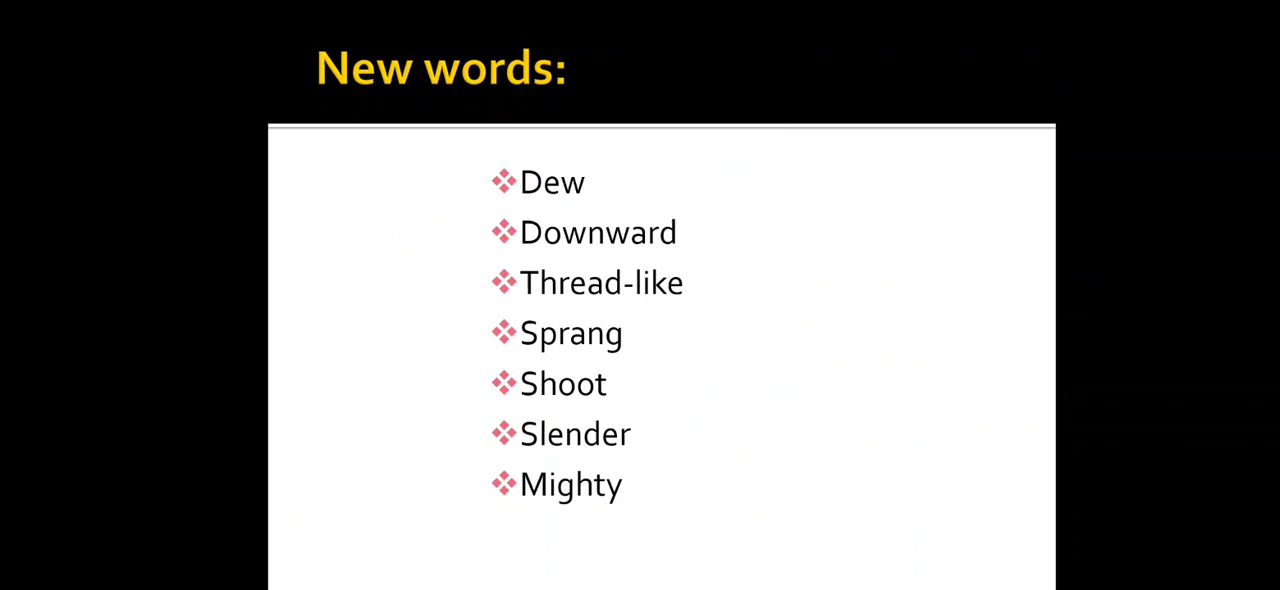 New words:
Dew
Downward
Thread-like
Sprang
Shoot
Slender
Mighty